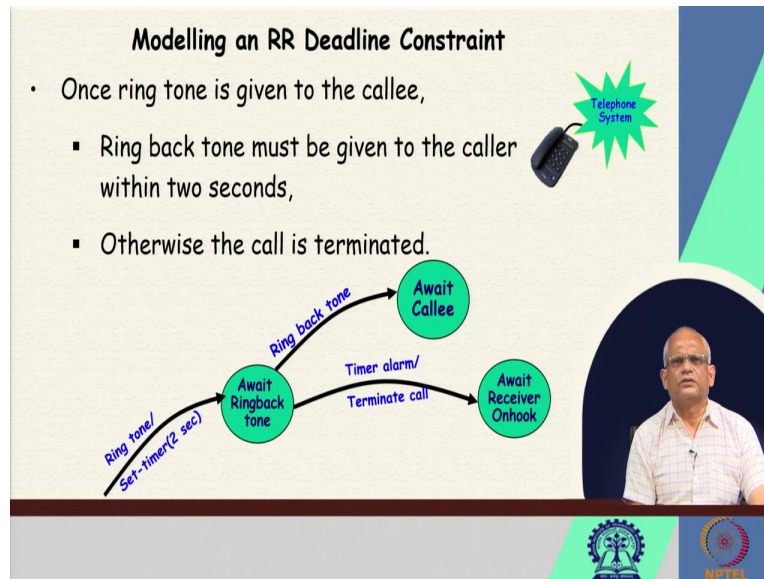 Modelling an RR Deadline Constraint
• Once ring tone is given to the callee,
▪ Ring back tone must be given to the caller
within two seconds,
▪ Otherwise the call is terminated.
Telephone
System
Ring back tone
Await
Callee
Ring tone/
Set-timer(2 sec)
Await
Ringback
tone
Timer alarm/
Terminate call
Await
Receiver
Onhook
NPTEL